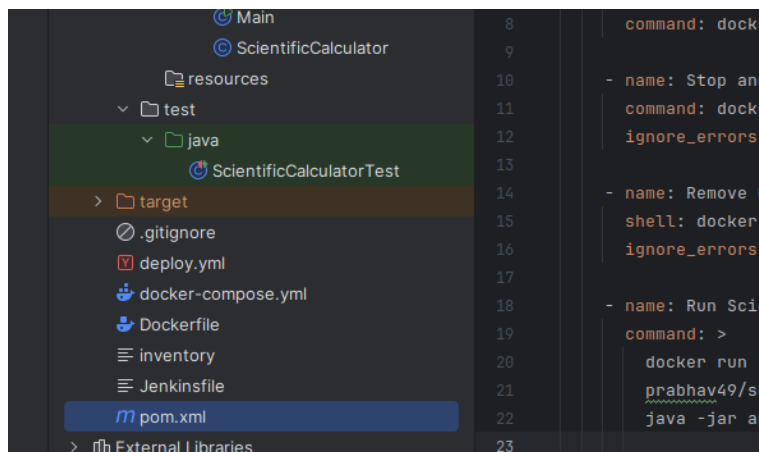 Main
ScientificCalculator
resources
test
java
ScientificCalculatorTest
target
.gitignore
deploy.yml
docker-compose.yml
Dockerfile
inventory
Jenkinsfile
m pom.xml
External Libraries
8 command: dock
9
10 - name: Stop an
11 command: dock
12 ignore_errors
13
14 - name: Remove
15 shell: docker
16 ignore_errors
17
18 - name: Run Sci
19 command: >
20 docker run
21 prabhav49/s
22 java -jar a
23